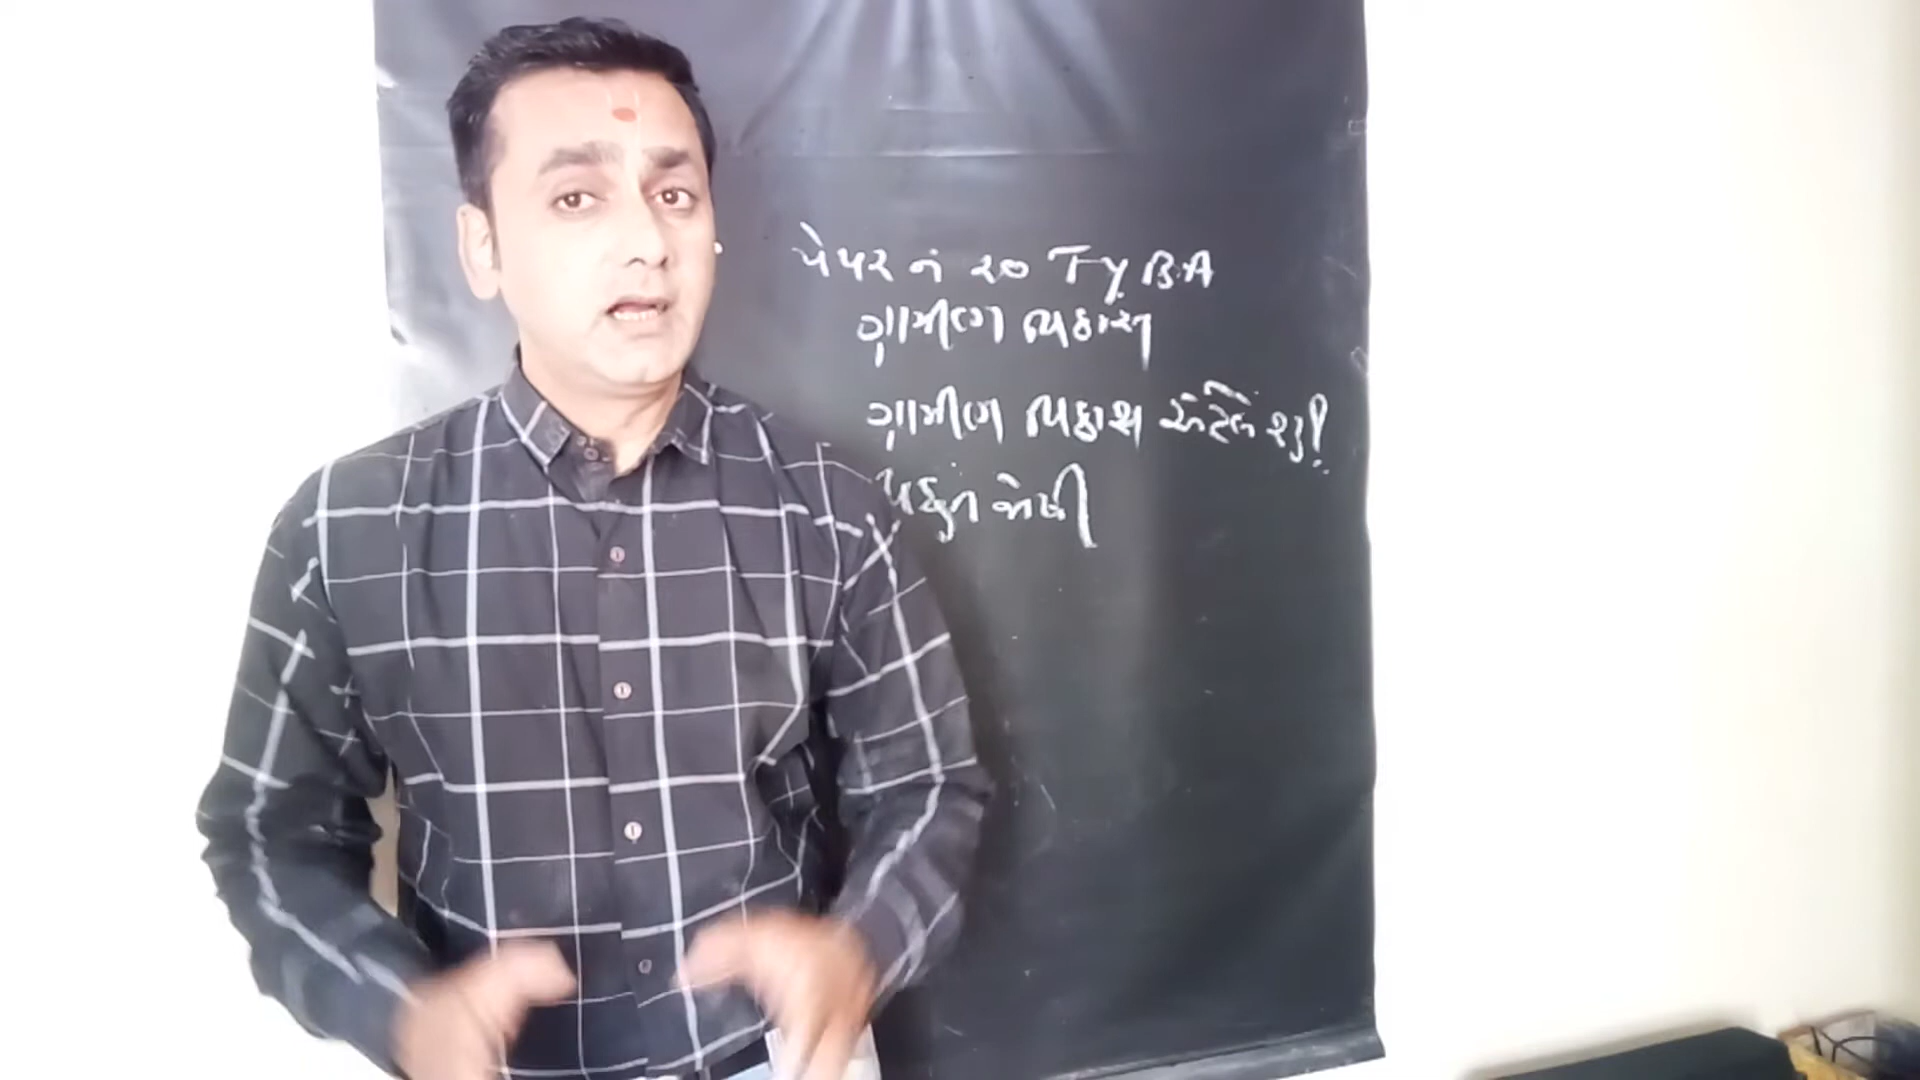 પેપર નં ૨૦ T.Y.B.A
ગ્રામીણ વિકાસ
ગ્રામીણ વિકાસ એટલે શું?
જોષી